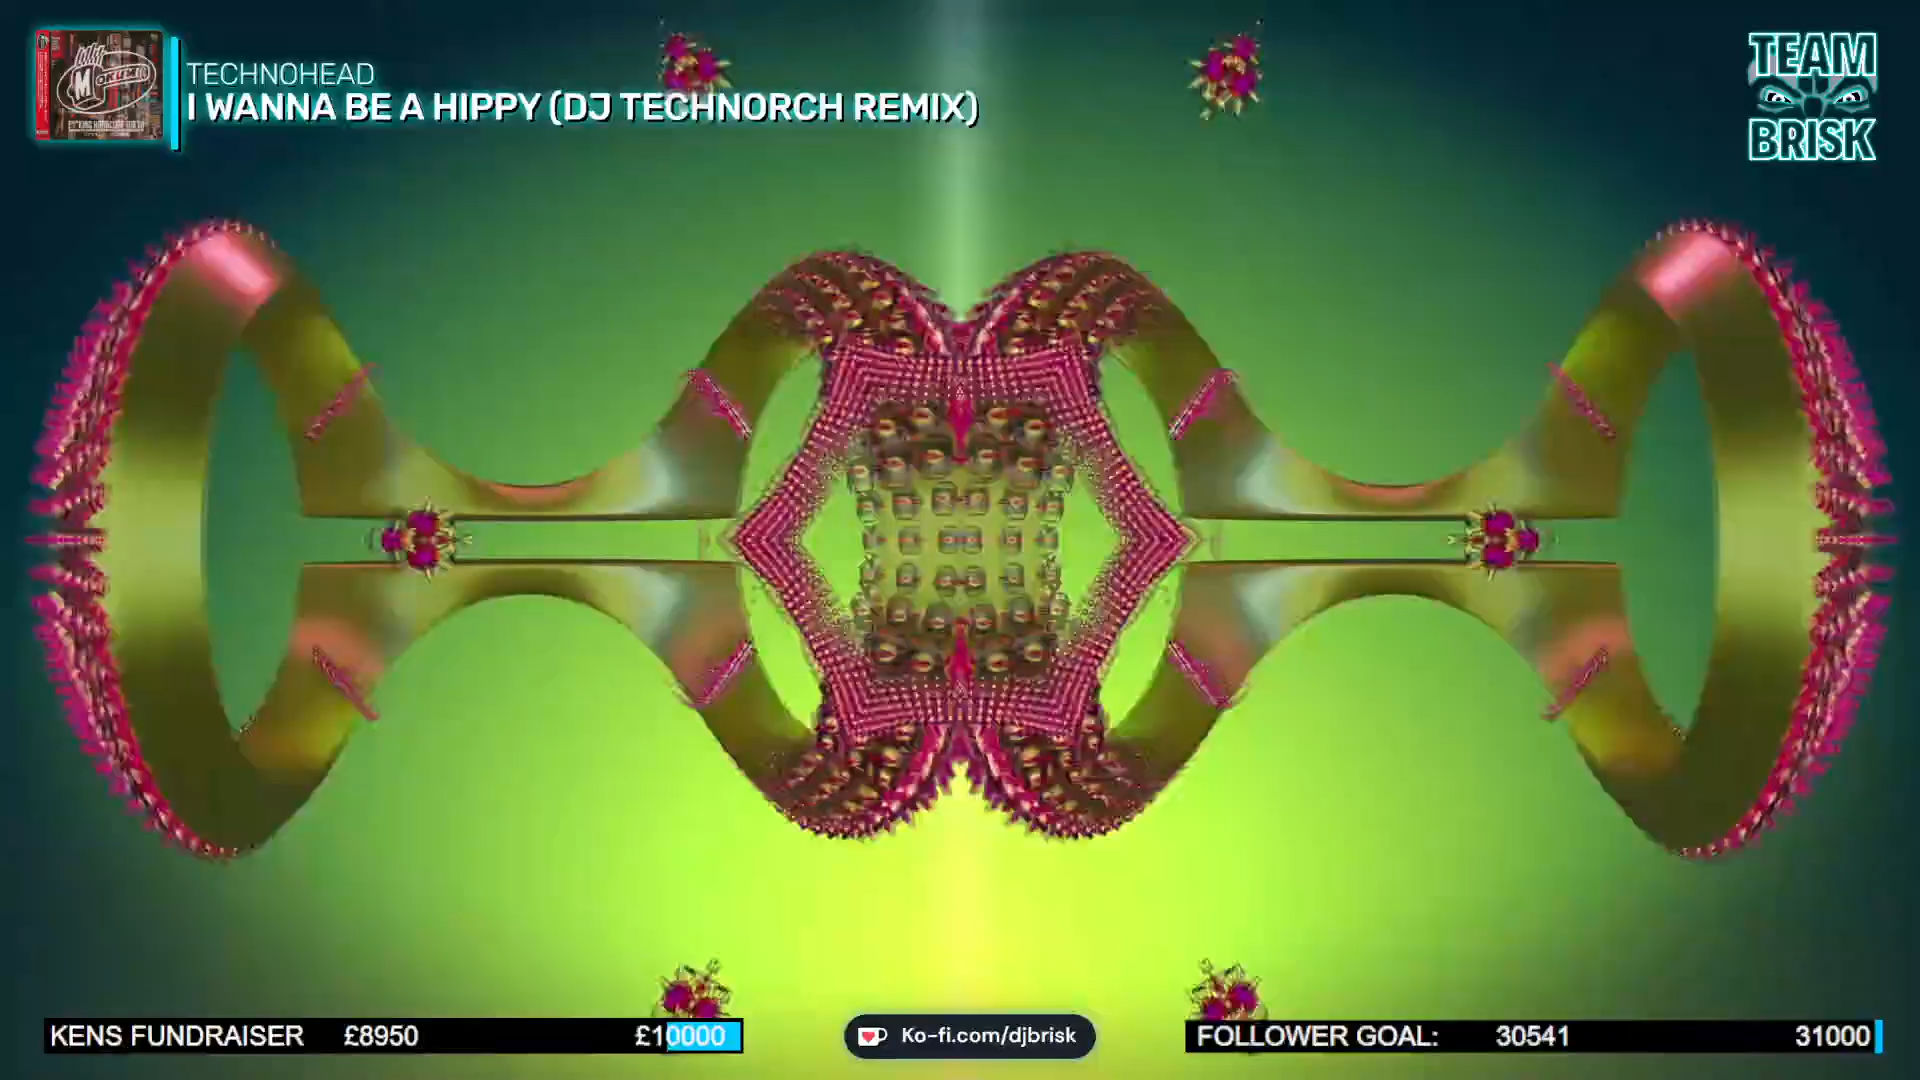 TECHNOHEAD
I WANNA BE A HIPPY (DJ TECHNORCH REMIX)
TEAM
BRISK
KENS FUNDRAISER £8950 £10000
Ko-fi.com/djbrisk
FOLLOWER GOAL: 30541 31000